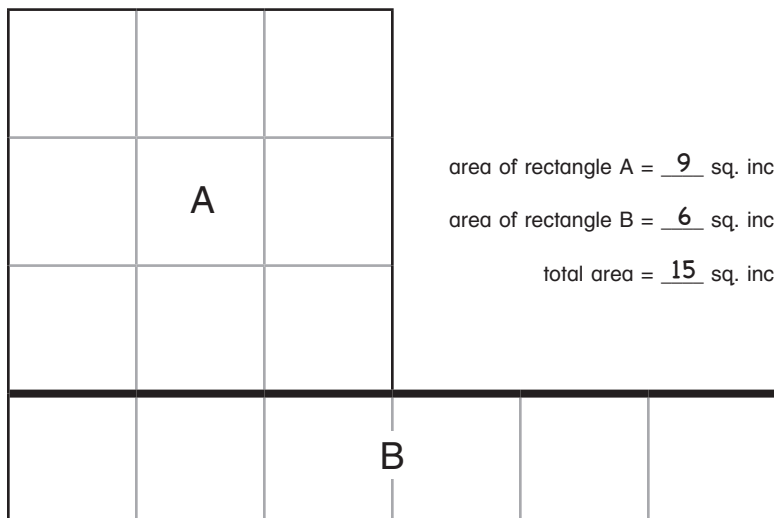 A
area of rectangle A = 9 sq. inc
area of rectangle B = 6 sq. inc
total area = 15 sq. inc
B